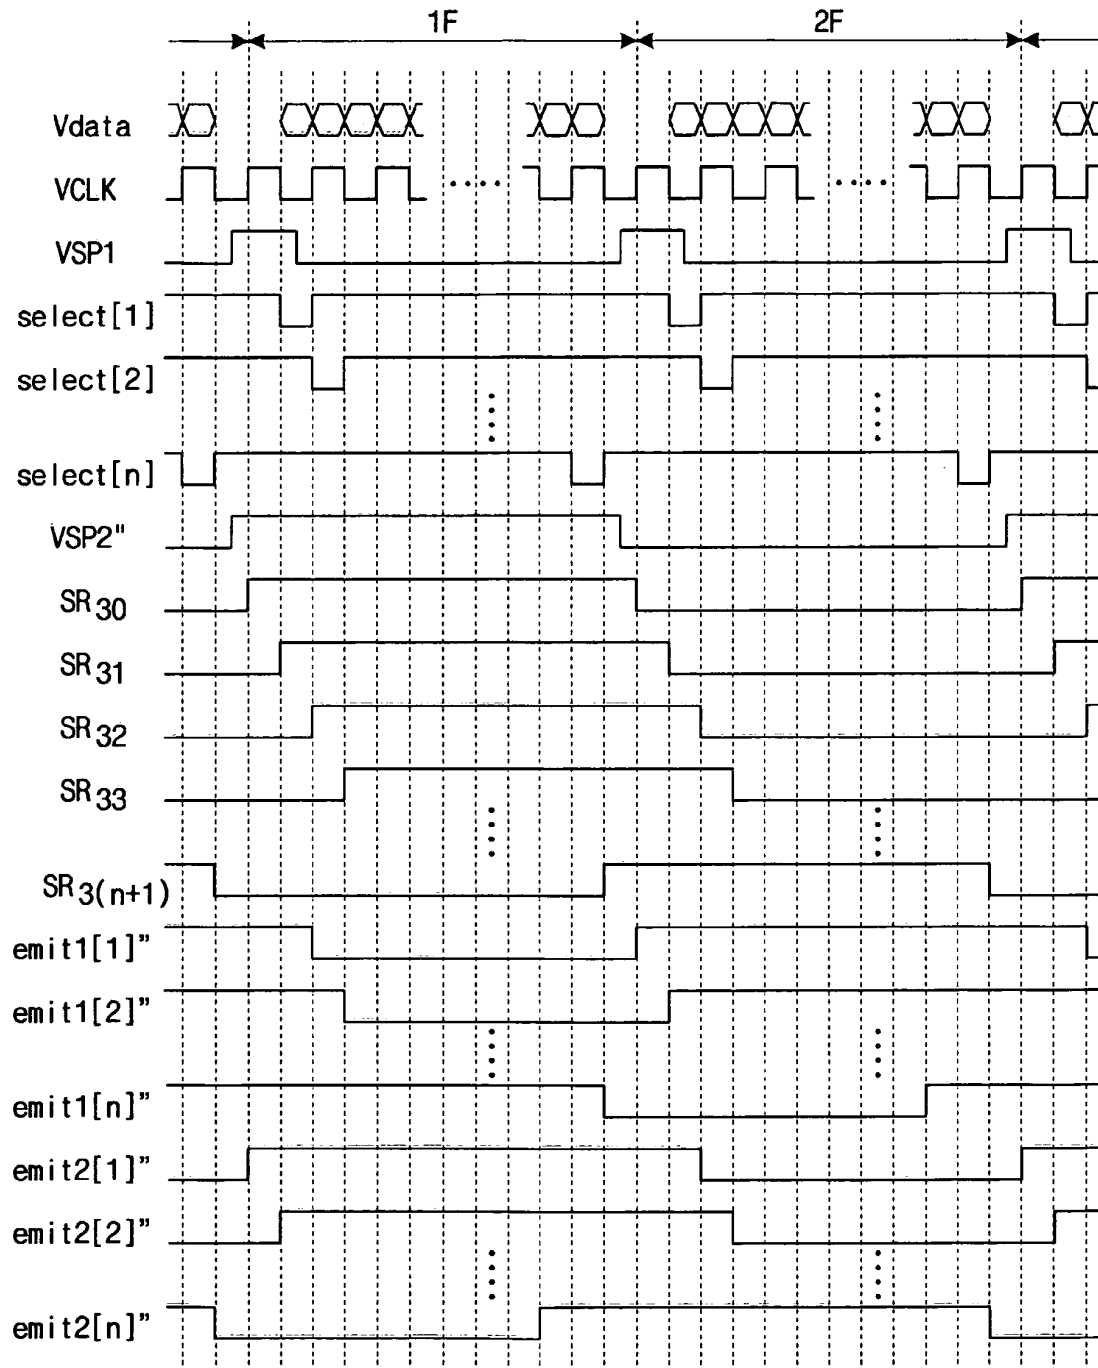 1F 2F
Vdata
VCLK
VSP1
select[1]
select[2]
select[n]
VSP2"
SR30
SR31
SR32
SR33
SR3(n+1)
emit1[1]”
emit1[2]”
emit1[n]”
emit2[1]”
emit2[2]”
emit2[n]”